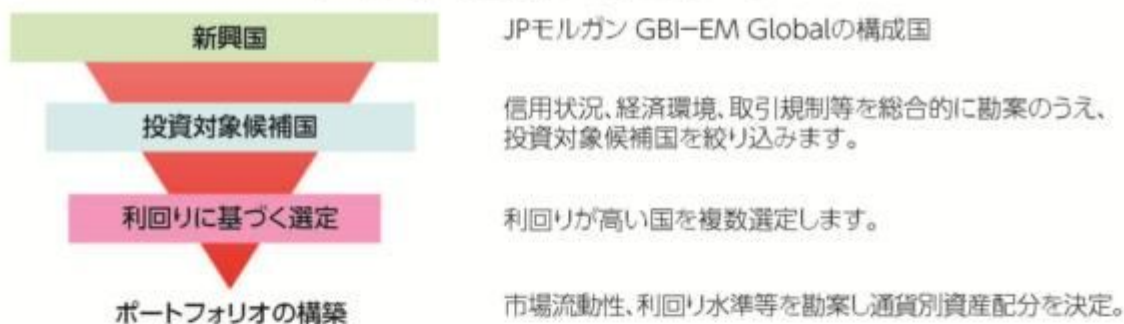 新興国
JPモルガン GBI-EM Globalの構成国
投資対象候補国
信用状況、経済環境、取引規制等を総合的に勘案のうえ、
投資対象候補国を絞り込みます。
利回りに基づく選定
利回りが高い国を複数選定します。
ポートフォリオの構築
市場流動性、利回り水準等を勘案し通貨別資産配分を決定。